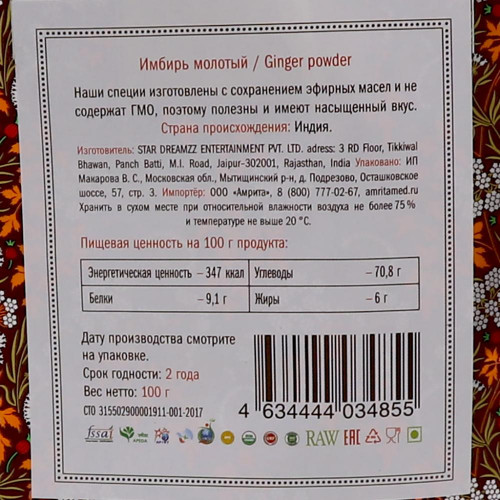 Имбирь молотый / Ginger powder
Наши специи изготовлены с сохранением эфирных масел и не
содержат ГМО, поэтому полезны и имеют насыщенный вкус.
Страна происхождения: Индия.
Изготовитель: STAR DREAMZZ ENTERTAINMENT PVT. LTD. adress: 3 RD Floor, Tikkiwal
Bhawan, Panch Batti, M.I. Road, Jaipur-302001, Rajasthan, India Упаковано: ИП
Макарова В. С., Московская обл., Мытищинский р-н, д. Подрезово, Осташковское
шоссе, 57, стр. 3. Импортёр: ООО «Амрита», 8 (800) 777-02-67, amritamed.ru
Хранить в сухом месте при относительной влажности воздуха не более 75 %
и температуре не выше 20 °С.
Пищевая ценность на 100 г продукта:
Энергетическая ценность – 347 ккал Углеводы – 70,8 г
Белки – 9,1 г Жиры – 6 г
Дату производства смотрите
на упаковке.
Срок годности: 2 года
Вес нетто: 100 г
СТО 315502900001911-001-2017
4 634444 034855
fssai RAW EAC